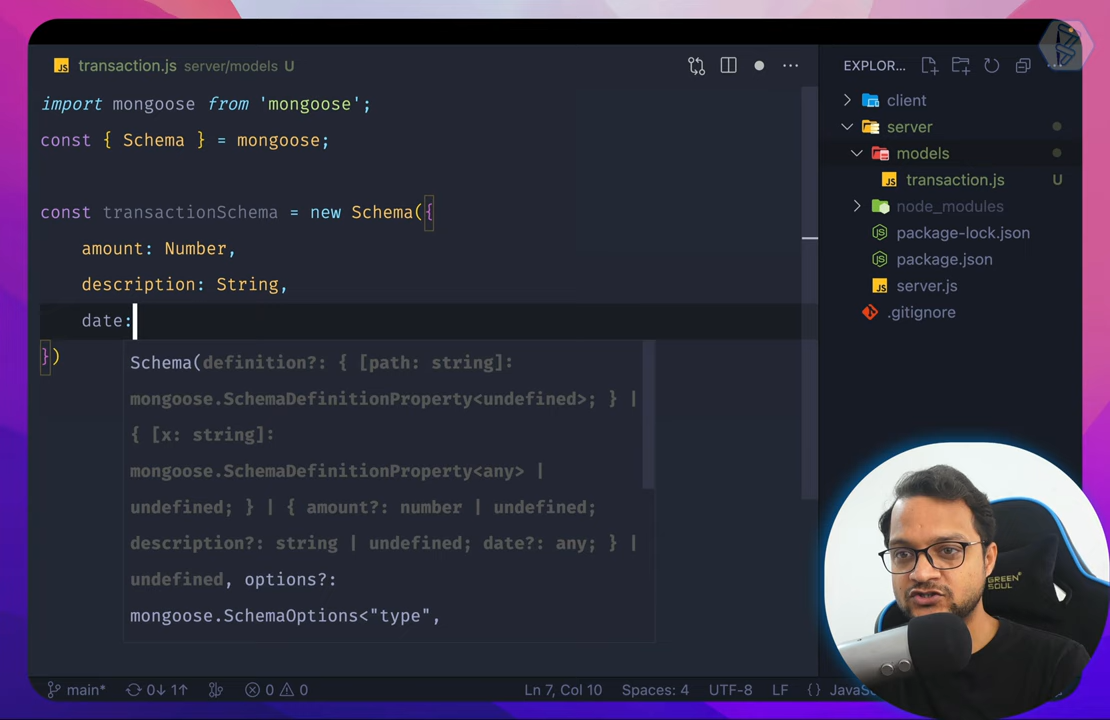 transaction.js server/models U
import mongoose from 'mongoose';
const { Schema } = mongoose;
const transactionSchema = new Schema({
amount: Number,
description: String,
date:
})
Schema(definition?: { [path: string]:
mongoose.SchemaDefinitionProperty<undefined>; } |
{ [x: string]:
mongoose.SchemaDefinitionProperty<any> |
undefined; } | { amount?: number | undefined;
description?: string | undefined; date?: any; } |
undefined, options?:
mongoose.SchemaOptions<"type",
EXPLOR...
client
server
models
transaction.js U
node_modules
package-lock.json
package.json
server.js
.gitignore
GREEN
SOUL
main* 0↓ 1↑ 0 0 Ln 7, Col 10 Spaces: 4 UTF-8 LF {}